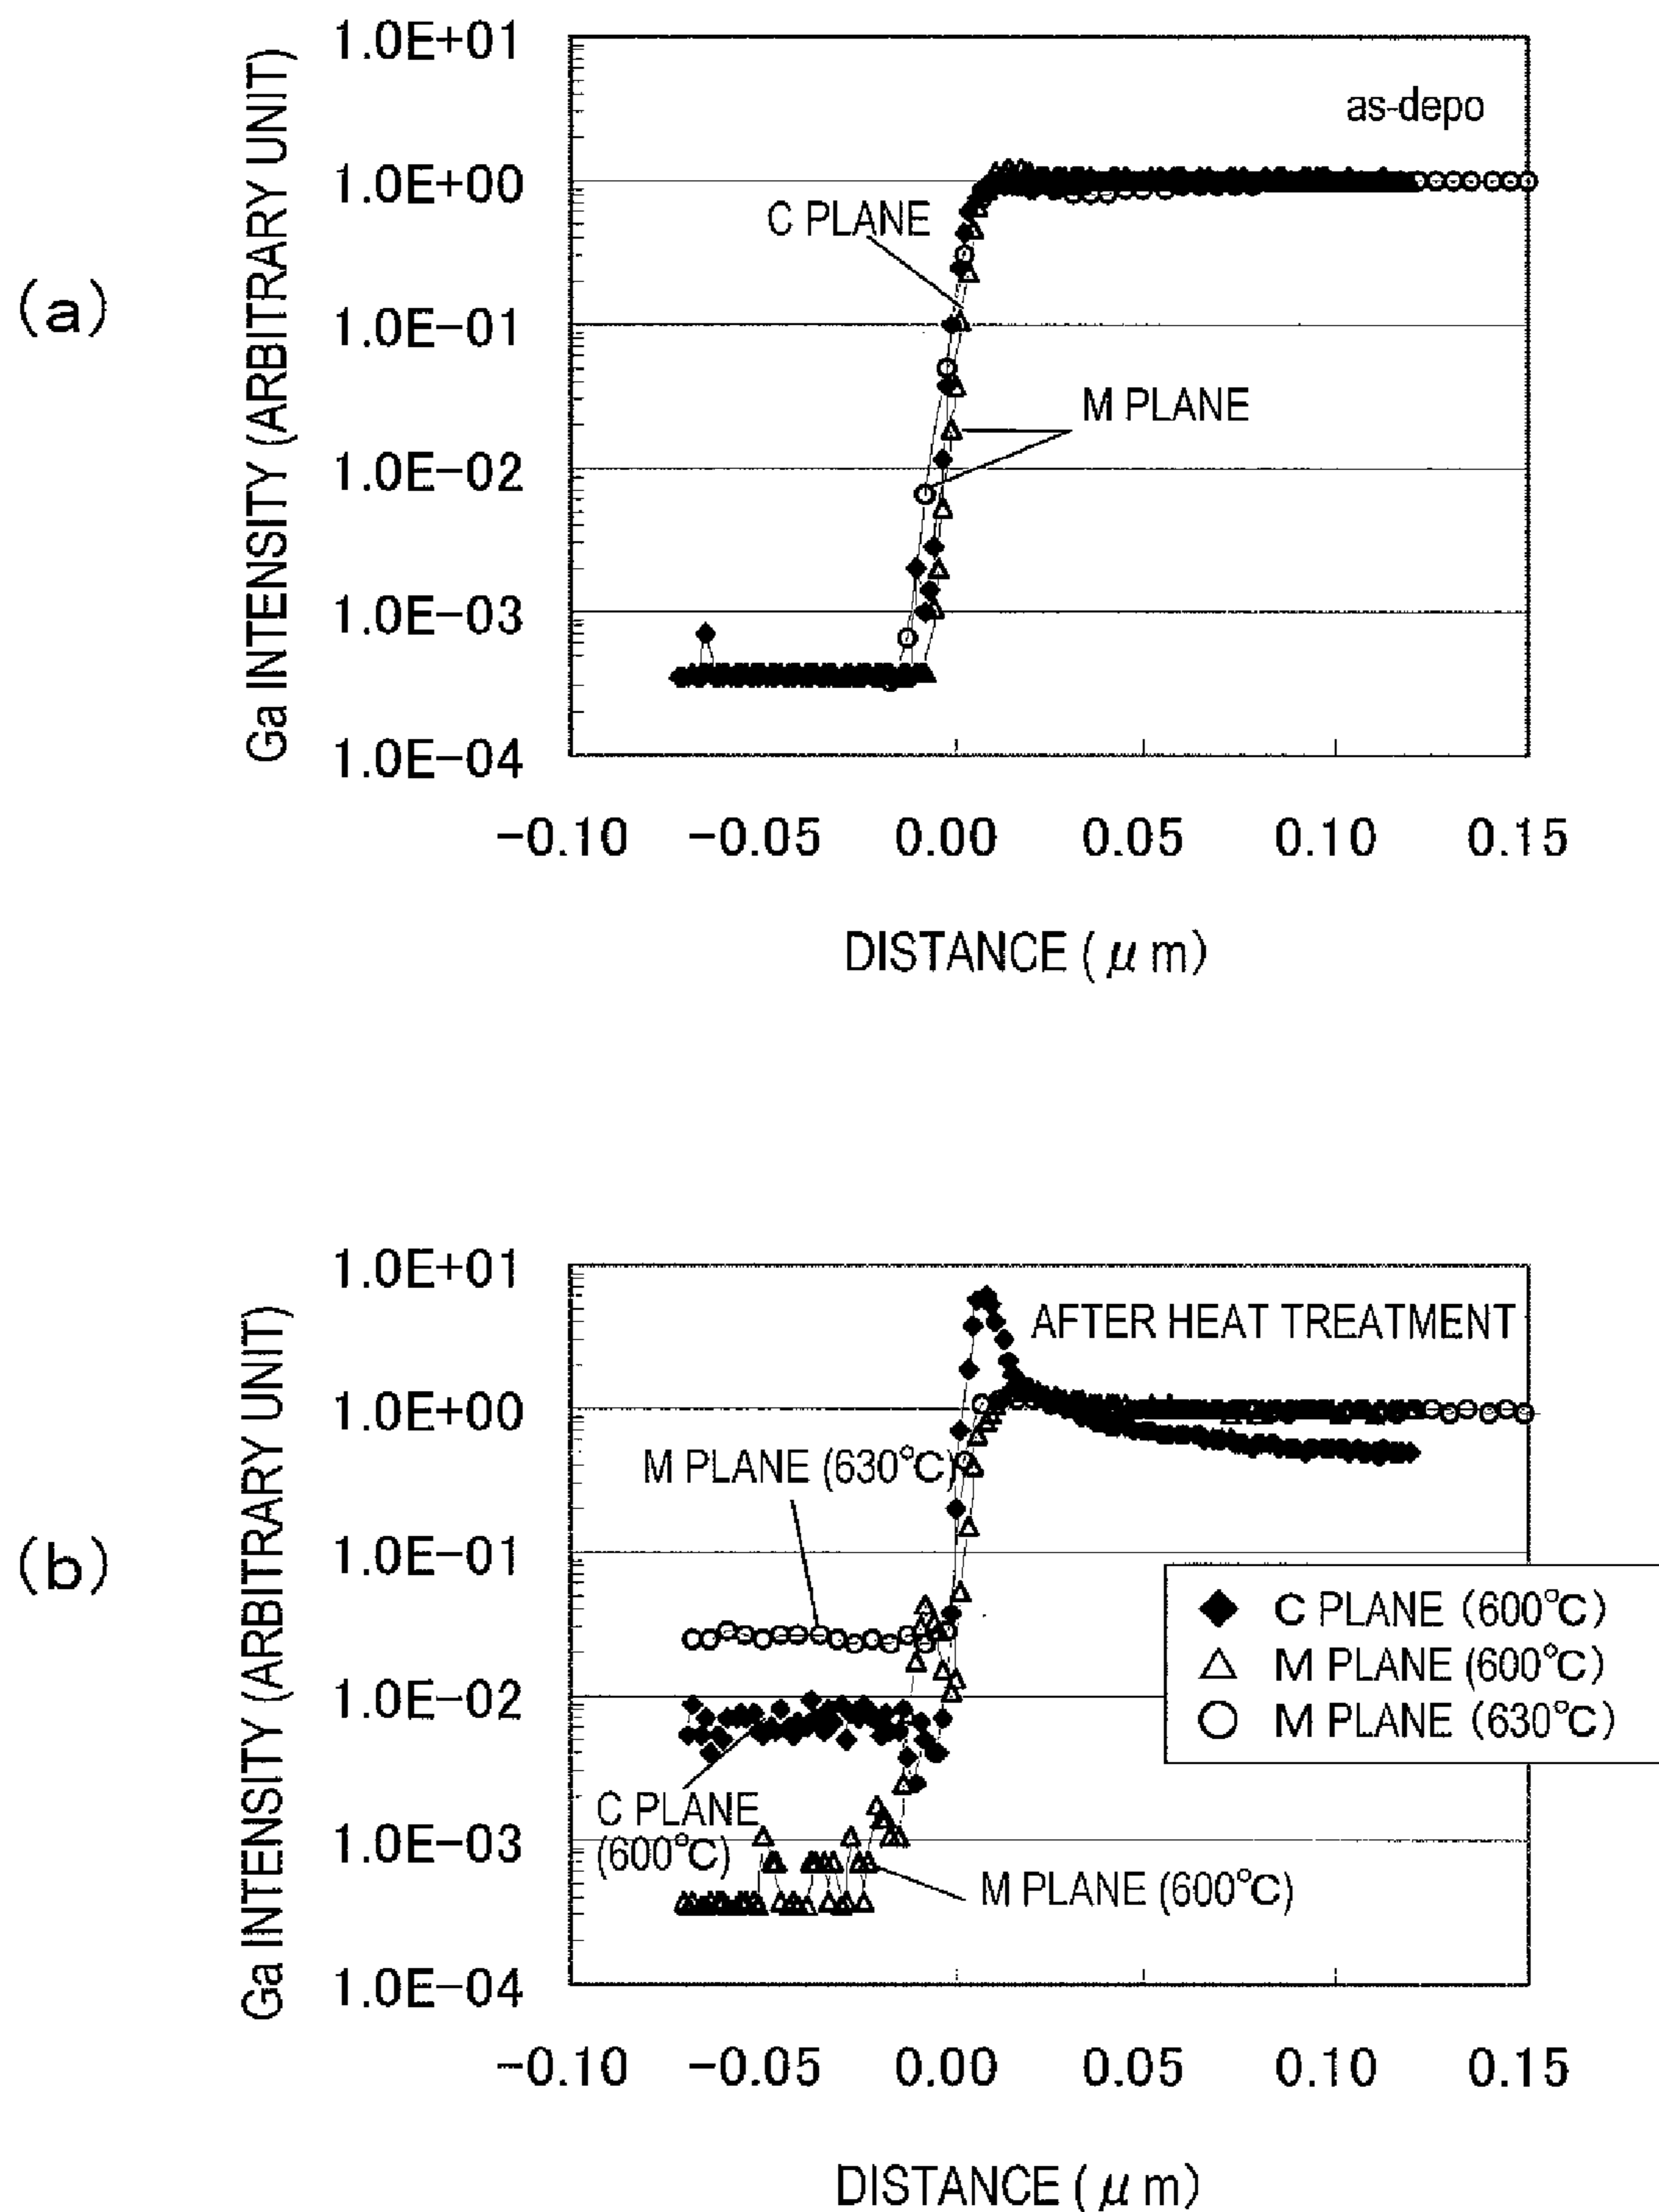 (a)
Ga INTENSITY (ARBITRARY UNIT)
1.0E+01
1.0E+00
1.0E-01
1.0E-02
1.0E-03
1.0E-04
as-depo
C PLANE
M PLANE
-0.10 -0.05 0.00 0.05 0.10 0.15
DISTANCE (μm)
(b)
Ga INTENSITY (ARBITRARY UNIT)
1.0E+01
1.0E+00
1.0E-01
1.0E-02
1.0E-03
1.0E-04
AFTER HEAT TREATMENT
M PLANE (630°C)
C PLANE (600°C)
M PLANE (600°C)
M PLANE (630°C)
C PLANE
(600°C)
M PLANE (600°C)
-0.10 -0.05 0.00 0.05 0.10 0.15
DISTANCE (μm)